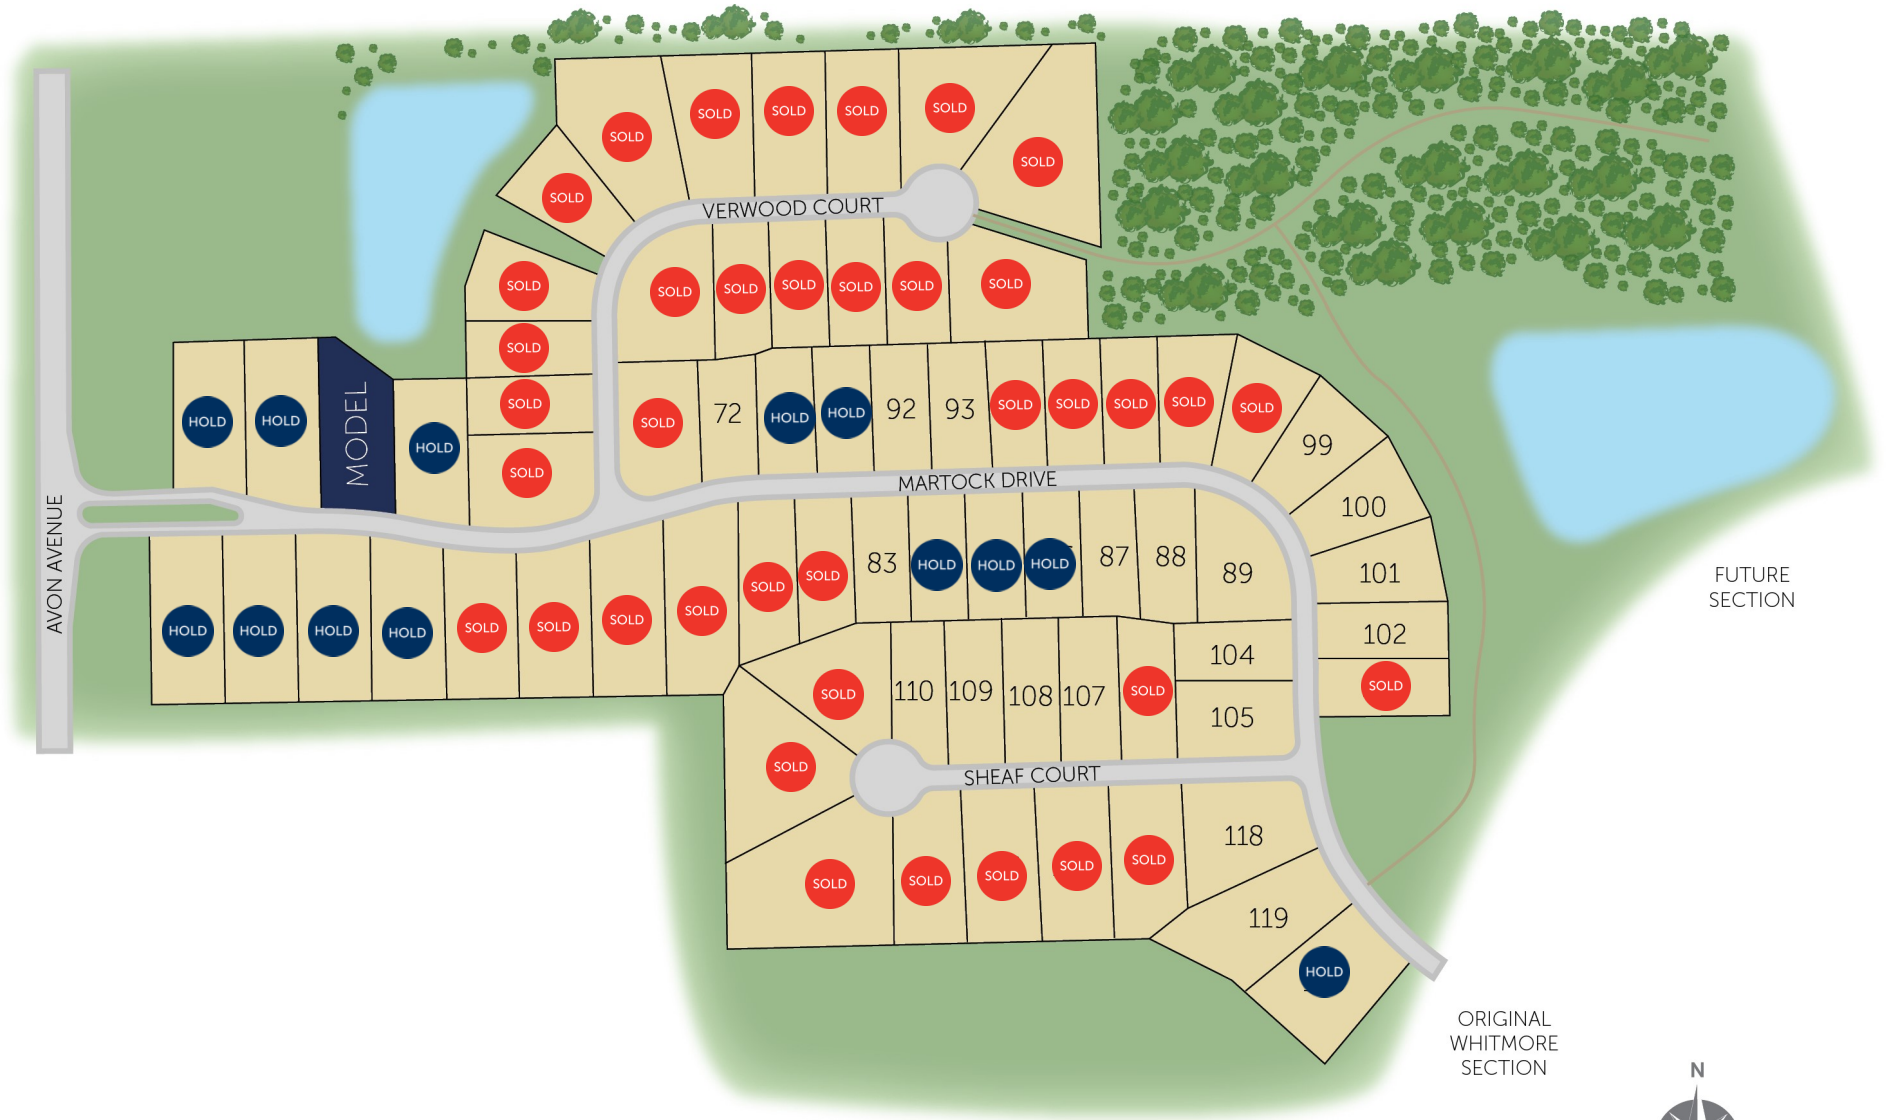 SOLD
SOLD
SOLD
SOLD
SOLD
SOLD
SOLD
VERWOOD COURT
SOLD
SOLD
SOLD
SOLD
SOLD
SOLD
SOLD
SOLD
SOLD
SOLD
HOLD
HOLD
MODEL
HOLD
SOLD
72
HOLD
HOLD
92
93
SOLD
SOLD
SOLD
SOLD
SOLD
99
100
101
102
SOLD
MARTOCK DRIVE
AVON AVENUE
HOLD
HOLD
HOLD
HOLD
SOLD
SOLD
SOLD
SOLD
SOLD
SOLD
83
HOLD
HOLD
HOLD
87
88
89
FUTURE
SECTION
SOLD
SOLD
110
109
108
107
SOLD
104
105
SHEAF COURT
SOLD
SOLD
SOLD
SOLD
SOLD
118
119
HOLD
ORIGINAL
WHITMORE
SECTION
N